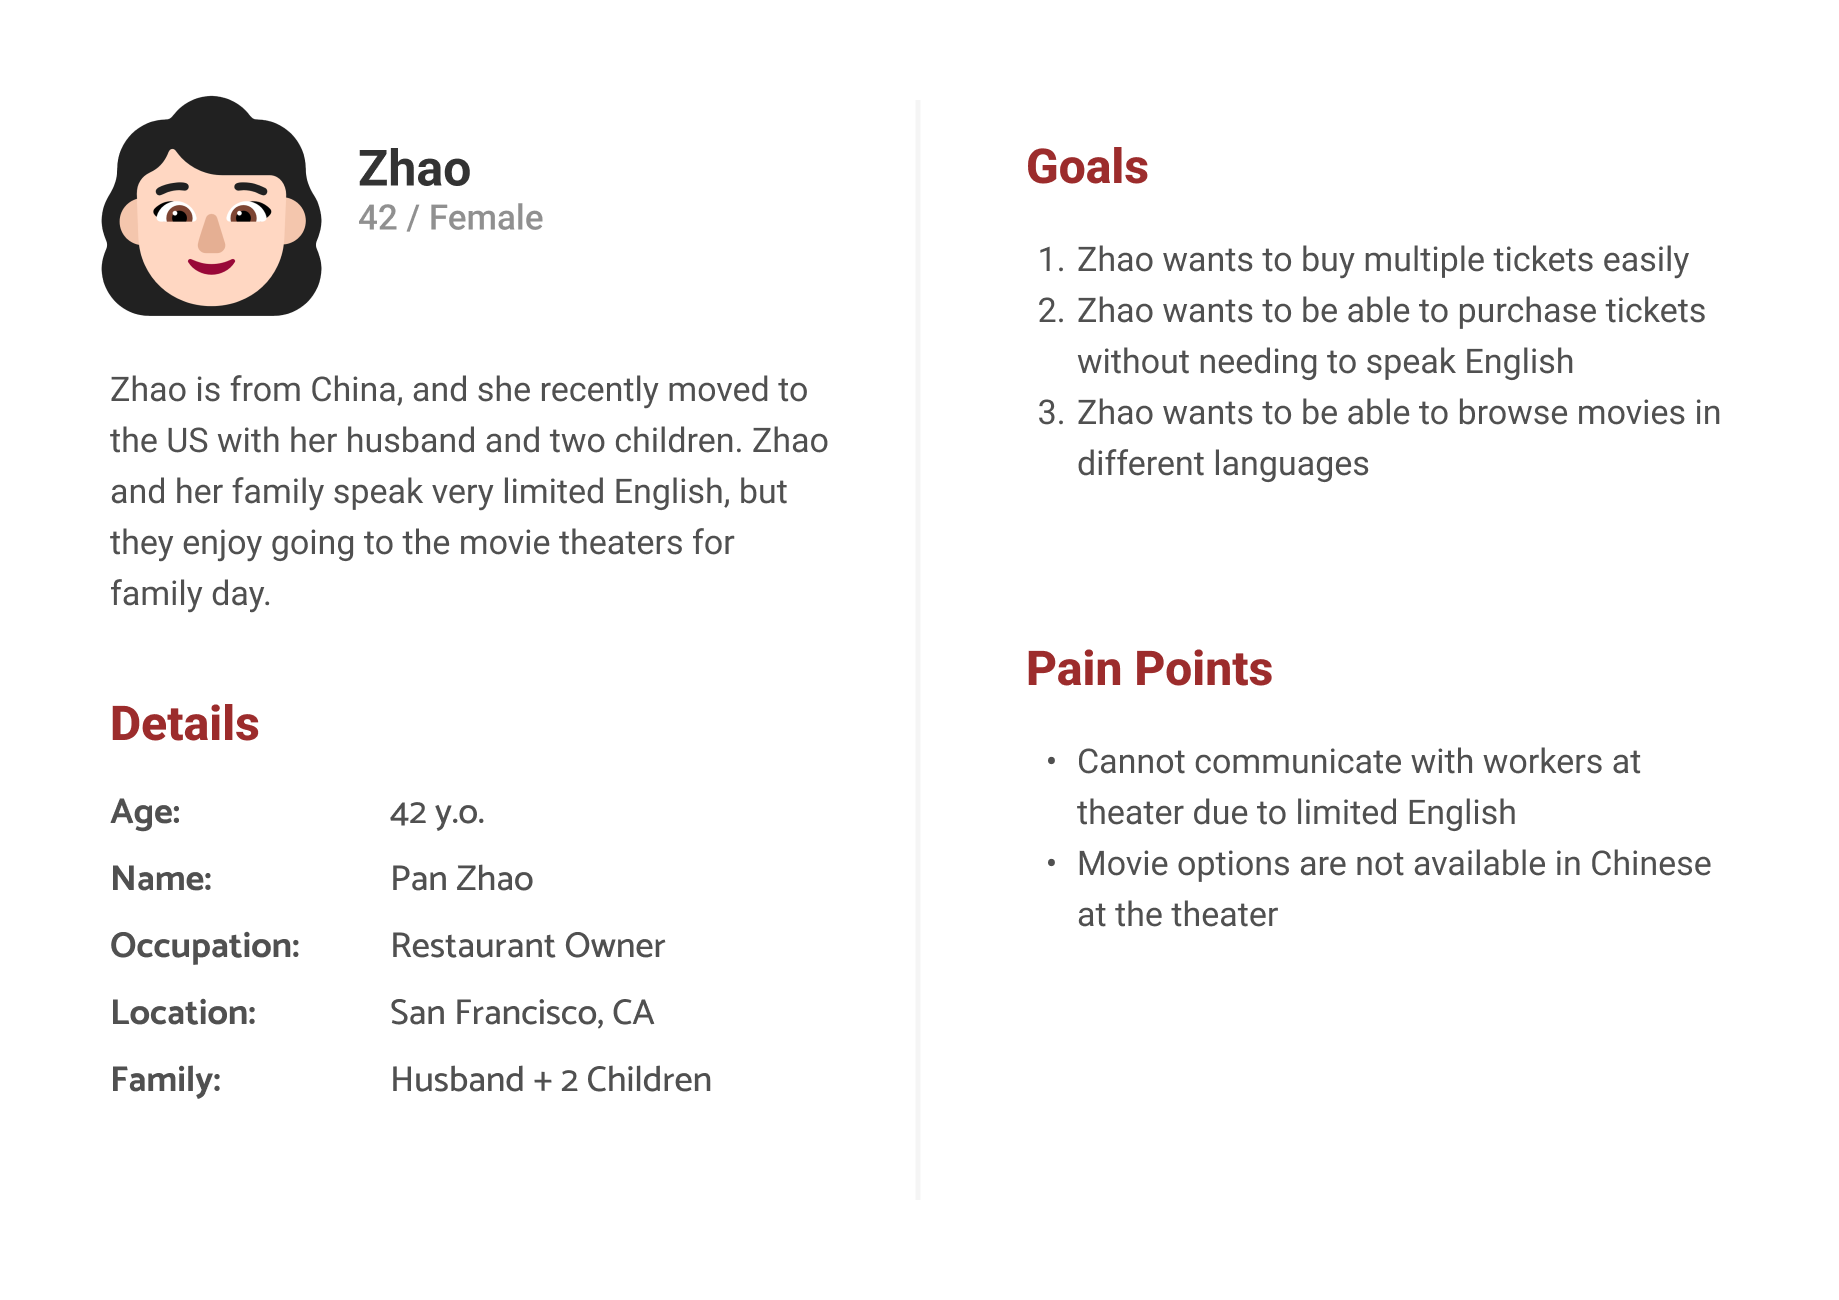 Zhao
42 / Female
Zhao is from China, and she recently moved to
the US with her husband and two children. Zhao
and her family speak very limited English, but
they enjoy going to the movie theaters for
family day.
Details
Age: 42 y.o.
Name: Pan Zhao
Occupation: Restaurant Owner
Location: San Francisco, CA
Family: Husband + 2 Children
Goals
1. Zhao wants to buy multiple tickets easily
2. Zhao wants to be able to purchase tickets
without needing to speak English
3. Zhao wants to be able to browse movies in
different languages
Pain Points
• Cannot communicate with workers at
theater due to limited English
• Movie options are not available in Chinese
at the theater